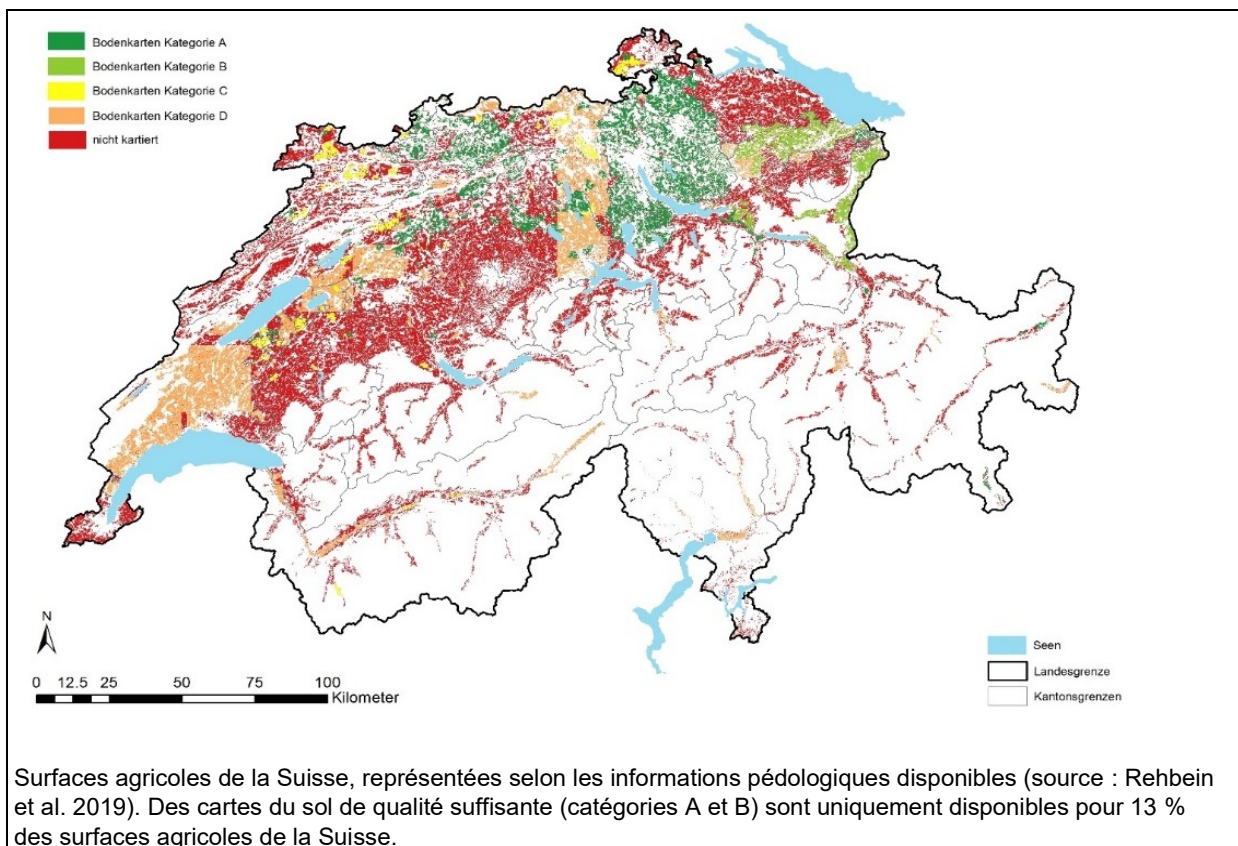 Bodenkarten Kategorie A
Bodenkarten Kategorie B
Bodenkarten Kategorie C
Bodenkarten Kategorie D
nicht kartiert
N
0 12.5 25 50 75 100
Kilometer
Seen
Landesgrenze
Kantonsgrenzen
Surfaces agricoles de la Suisse, représentées selon les informations pédologiques disponibles (source : Rehbein
et al. 2019). Des cartes du sol de qualité suffisante (catégories A et B) sont uniquement disponibles pour 13 %
des surfaces agricoles de la Suisse.